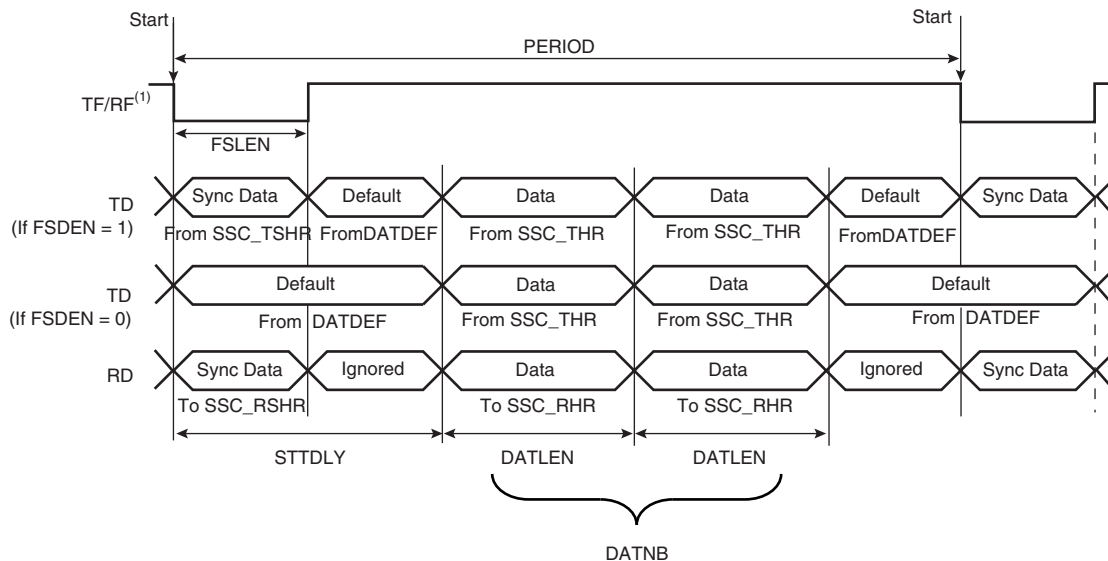 Start
Start
PERIOD
TF/RF(1)
FSLEN
TD
(If FSDEN = 1)
Sync Data
Default
Data
Data
Default
Sync Data
From SSC_TSHR
FromDATDEF
From SSC_THR
From SSC_THR
FromDATDEF
TD
(If FSDEN = 0)
Default
Data
Data
Default
From DATDEF
From SSC_THR
From SSC_THR
From DATDEF
RD
Sync Data
Ignored
Data
Data
Ignored
Sync Data
To SSC_RSHR
To SSC_RHR
To SSC_RHR
STTDLY
DATLEN
DATLEN
DATNB